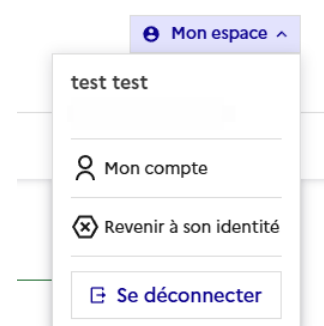 Mon espace
test test
Mon compte
Revenir à son identité
Se déconnecter